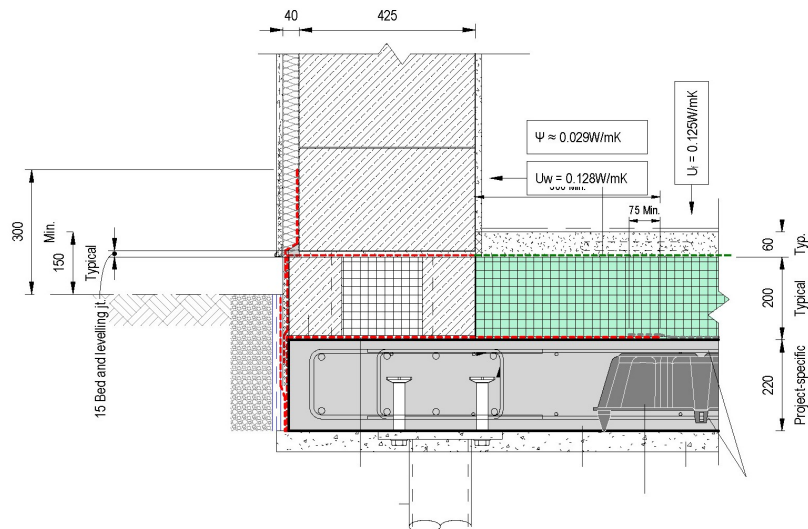 40
425
Ψ ≈ 0.029W/mK
Uw = 0.128W/mK
Min.
75 Min.
Uf = 0.125W/mK
300
Min.
150
Typical
15 Bed and levelling jt.
60
Typ.
200
Typical
220
Project-specific